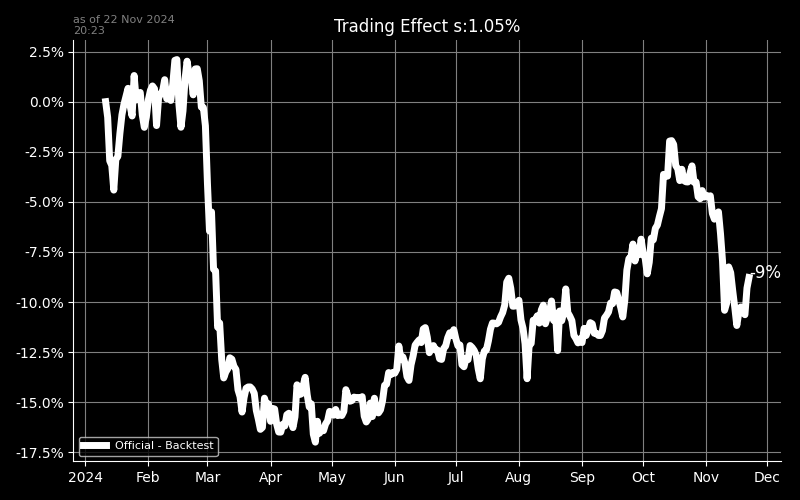 as of 22 Nov 2024
20:23
Trading Effect s:1.05%
2.5%
0.0%
-2.5%
-5.0%
-7.5%
-10.0%
-12.5%
-15.0%
-17.5%
-9%
Official - Backtest
2024 Feb Mar Apr May Jun Jul Aug Sep Oct Nov Dec